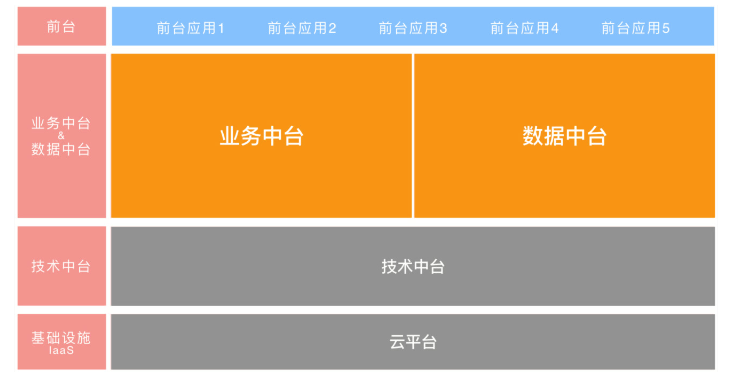 前台
前台应用1 前台应用2 前台应用3 前台应用4 前台应用5
业务中台
&
数据中台
业务中台 数据中台
技术中台
技术中台
基础设施
IaaS
云平台